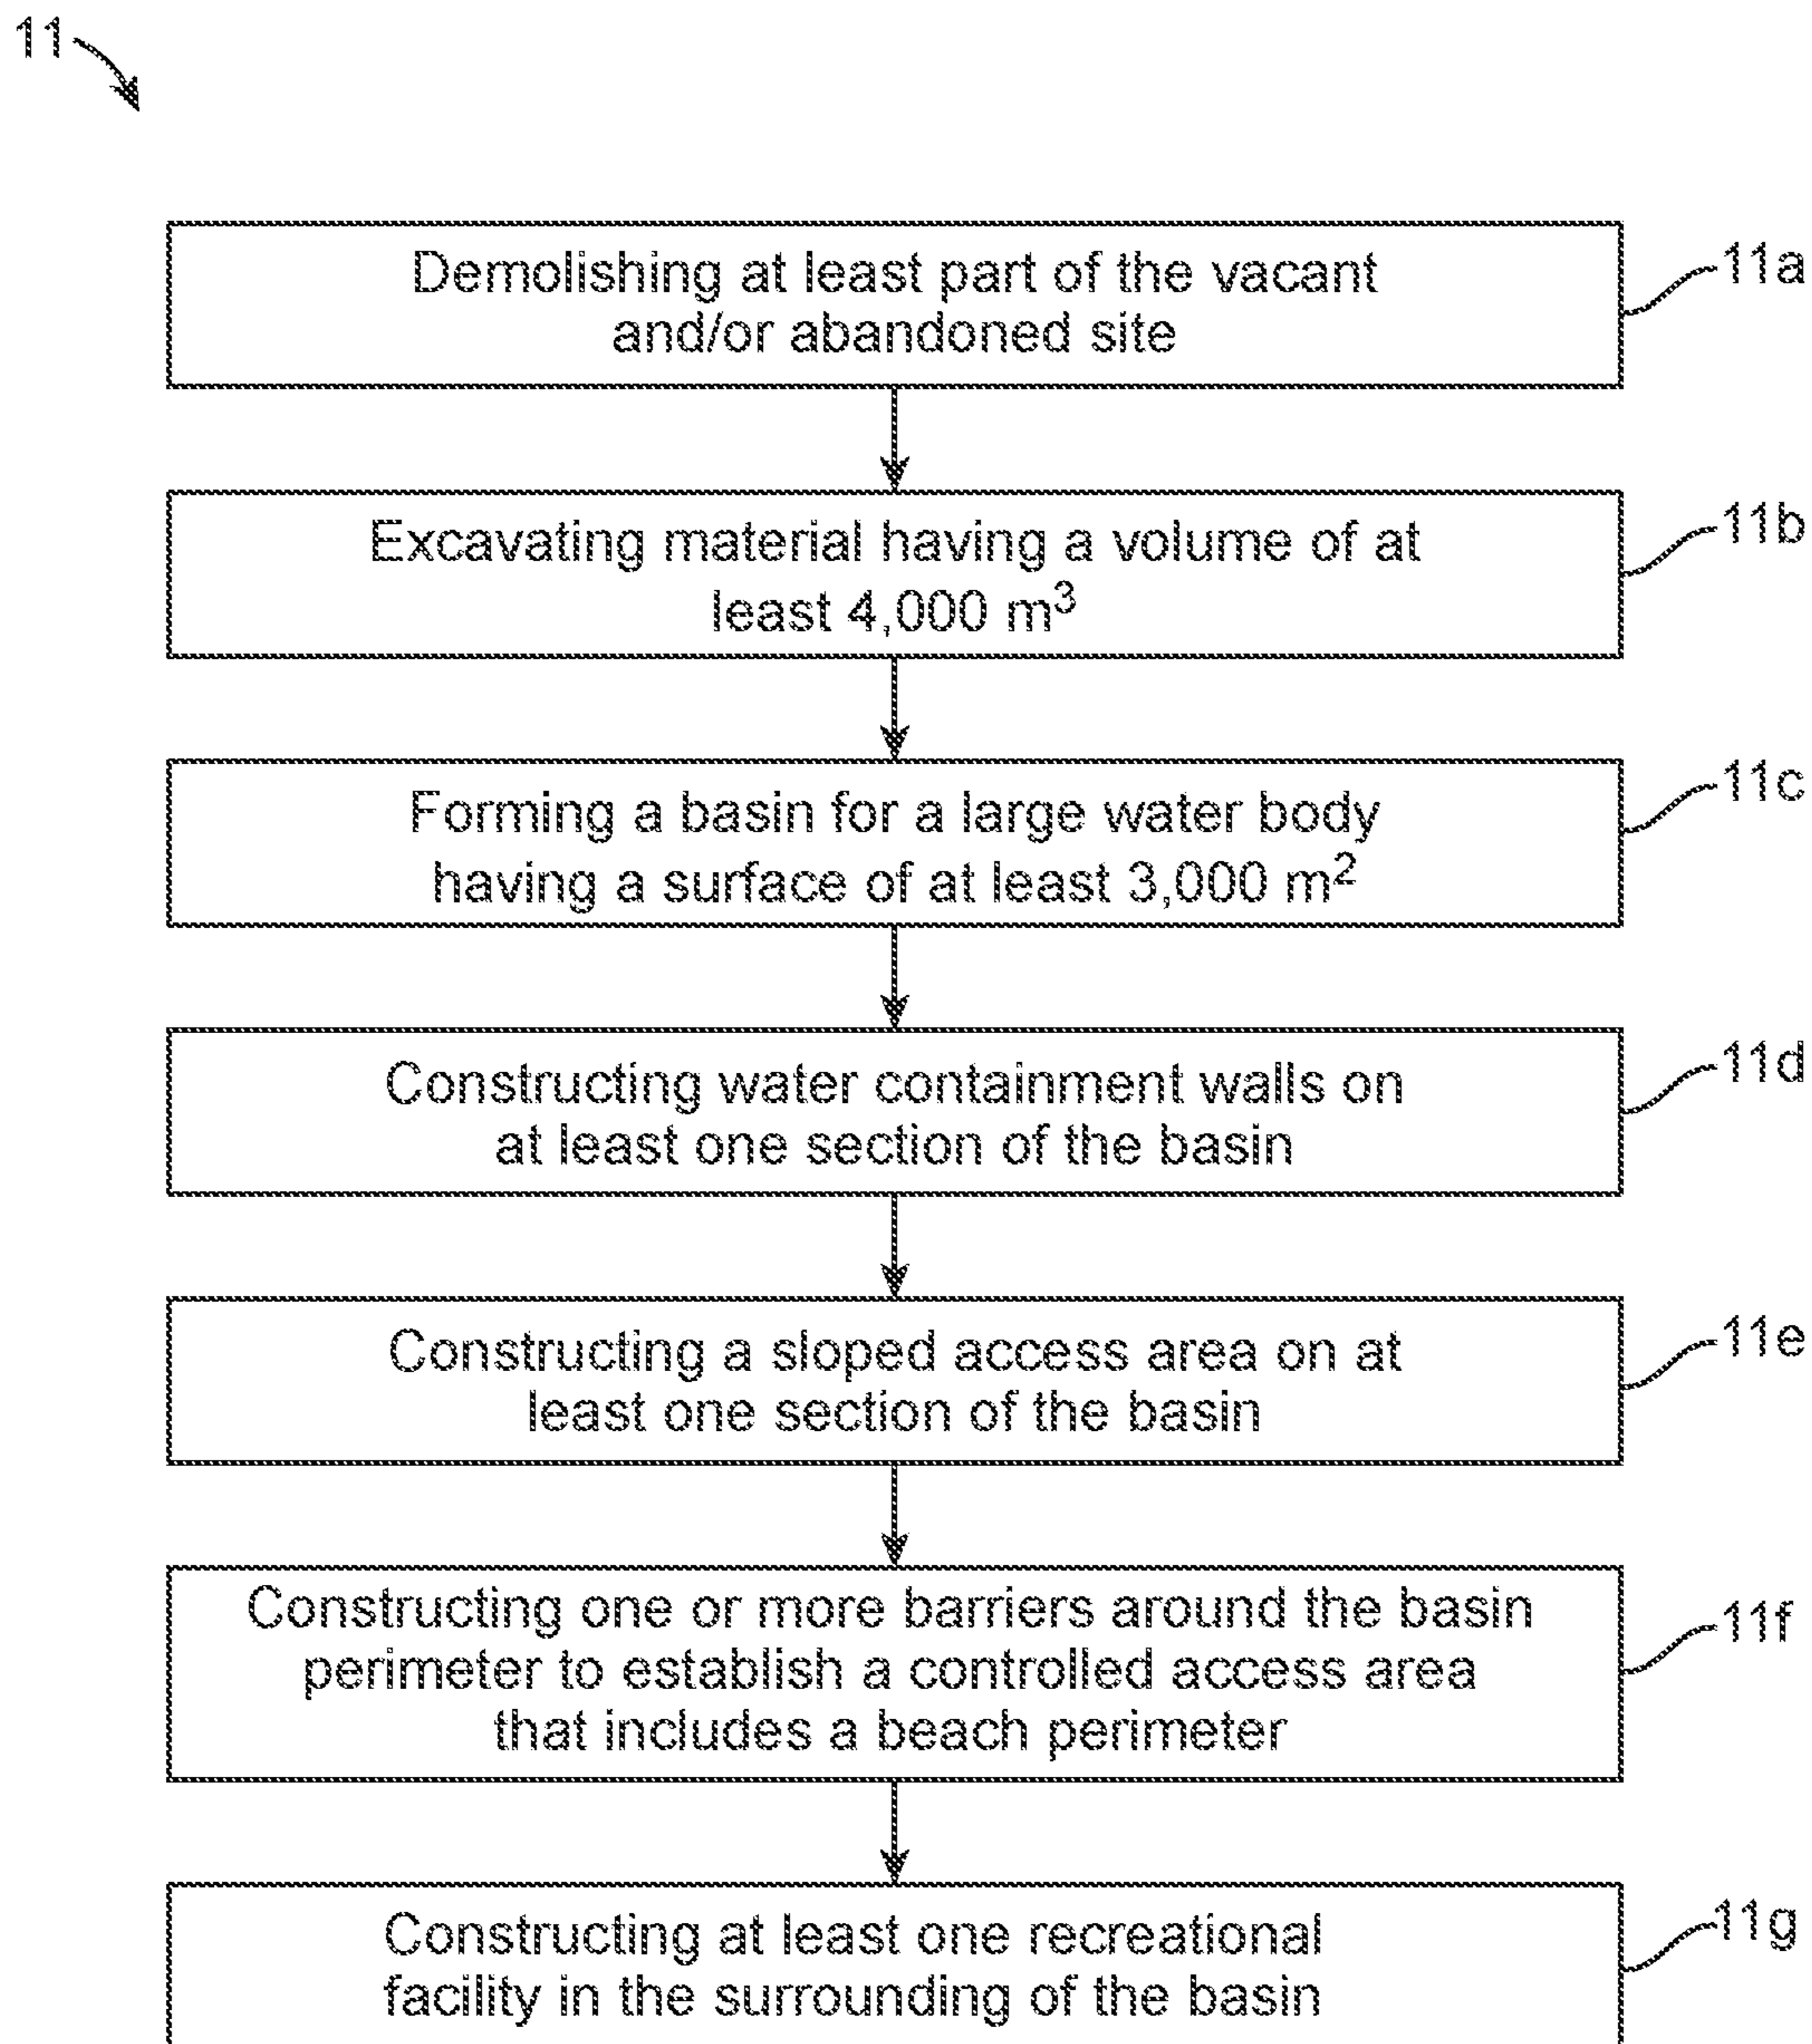 11
Demolishing at least part of the vacant
and/or abandoned site
11a
Excavating material having a volume of at
least 4,000 m³
11b
Forming a basin for a large water body
having a surface of at least 3,000 m²
11c
Constructing water containment walls on
at least one section of the basin
11d
Constructing a sloped access area on at
least one section of the basin
11e
Constructing one or more barriers around the basin
perimeter to establish a controlled access area
that includes a beach perimeter
11f
Constructing at least one recreational
facility in the surrounding of the basin
11g